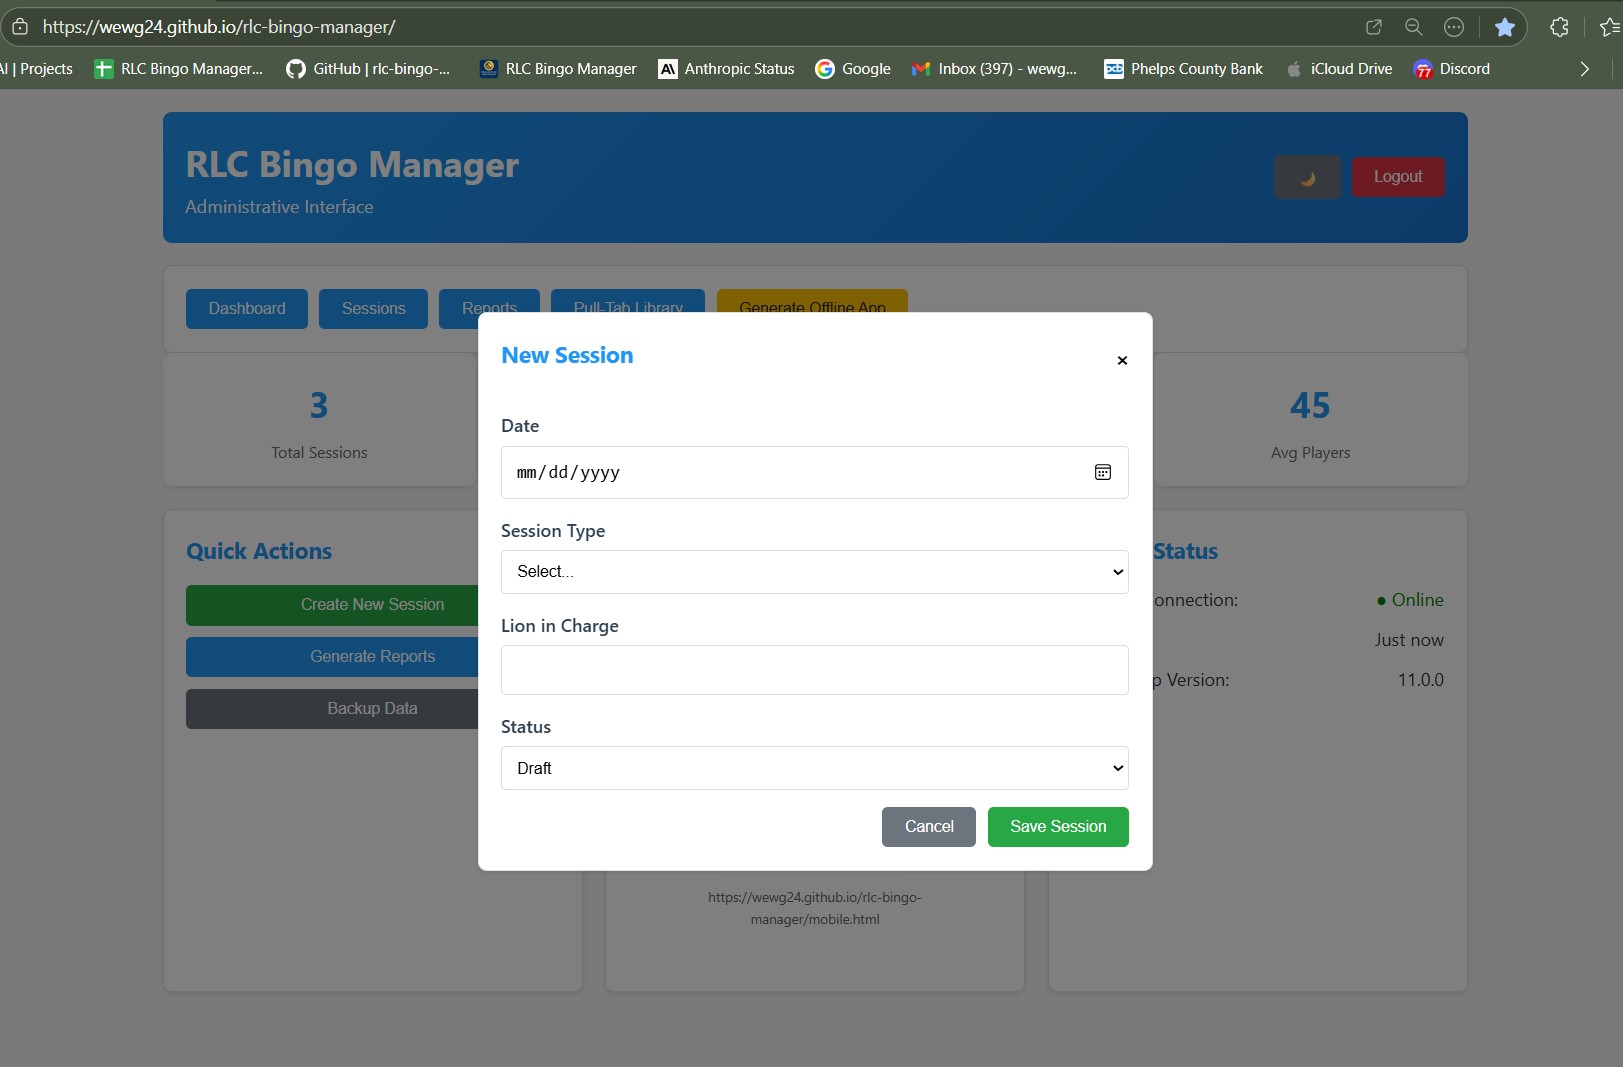 https://wewg24.github.io/rlc-bingo-manager/
AI | Projects
RLC Bingo Manager...
GitHub | rlc-bingo-...
RLC Bingo Manager
Anthropic Status
Google
Inbox (397) - wewg...
Phelps County Bank
iCloud Drive
Discord
RLC Bingo Manager
Administrative Interface
Logout
Dashboard
Sessions
Reports
Pull-Tab Library
Generate Offline App
3
Total Sessions
45
Avg Players
Quick Actions
Create New Session
Generate Reports
Backup Data
New Session
×
Date
mm/dd/yyyy
Session Type
Select...
Lion in Charge
Status
Draft
Cancel
Save Session
https://wewg24.github.io/rlc-bingo-
manager/mobile.html
Status
onnection:
● Online
Just now
p Version:
11.0.0